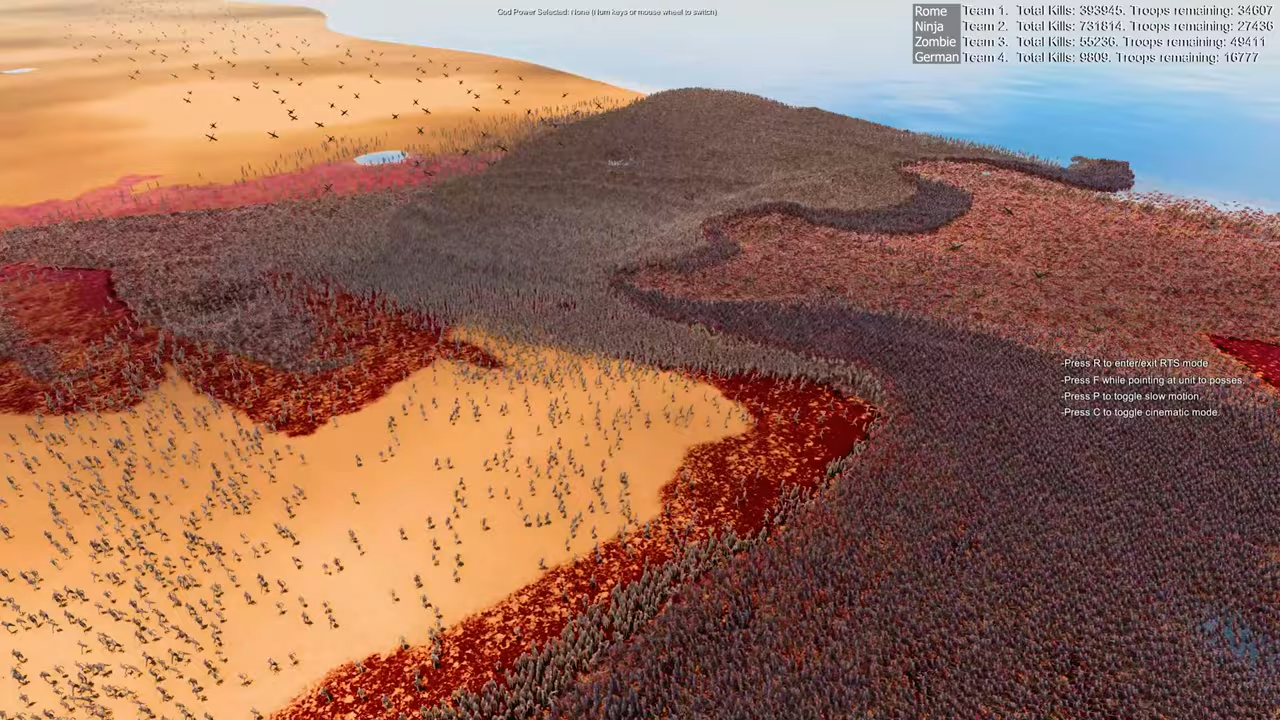 God Power Selected: None (Num keys or mouse wheel to switch)
Rome Team 1. Total Kills: 393945. Troops remaining: 34607
Ninja Team 2. Total Kills: 731814. Troops remaining: 27436
Zombie Team 3. Total Kills: 55236. Troops remaining: 49411
German Team 4. Total Kills: 9809. Troops remaining: 16777
-Press R to enter/exit RTS mode
-Press F while pointing at unit to posses.
-Press P to toggle slow motion.
-Press C to toggle cinematic mode.